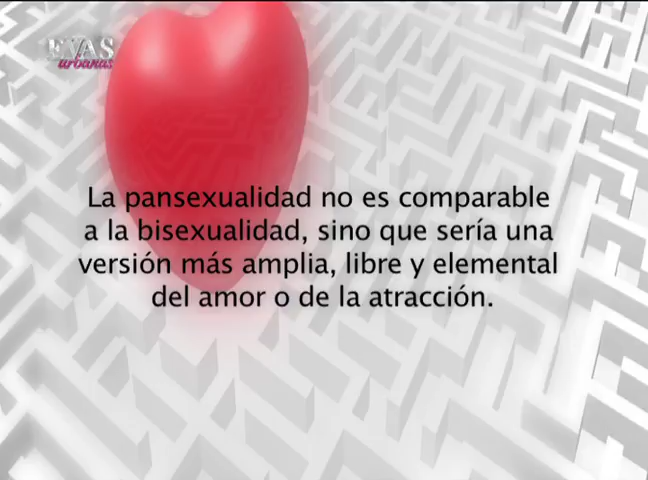 EVAS
urbanas
La pansexualidad no es comparable
a la bisexualidad, sino que sería una
versión más amplia, libre y elemental
del amor o de la atracción.